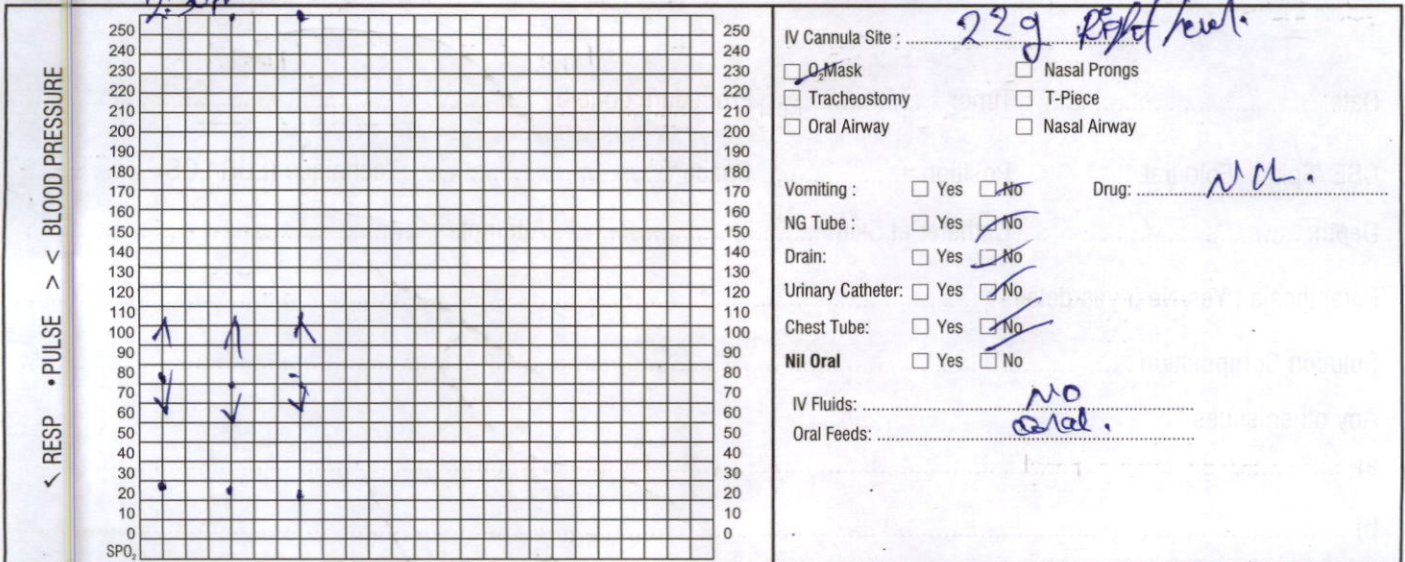 2:30
250 250
240 240
230 230
220 220
210 210
200 200
190 190
180 180
170 170
160 160
150 150
140 140
130 130
120 120
110 110
100 100
90 90
80 80
70 70
60 60
50 50
40 40
30 30
20 20
10 10
0 0
SPO₂
✓ RESP • PULSE > < BLOOD PRESSURE
IV Cannula Site : 22g Right
O₂Mask Nasal Prongs
Tracheostomy T-Piece
Oral Airway Nasal Airway
Vomiting : Yes No Drug:
NG Tube : Yes No
Drain: Yes No
Urinary Catheter: Yes No
Chest Tube: Yes No
Nil Oral Yes No
IV Fluids: NO
Oral Feeds: oral.